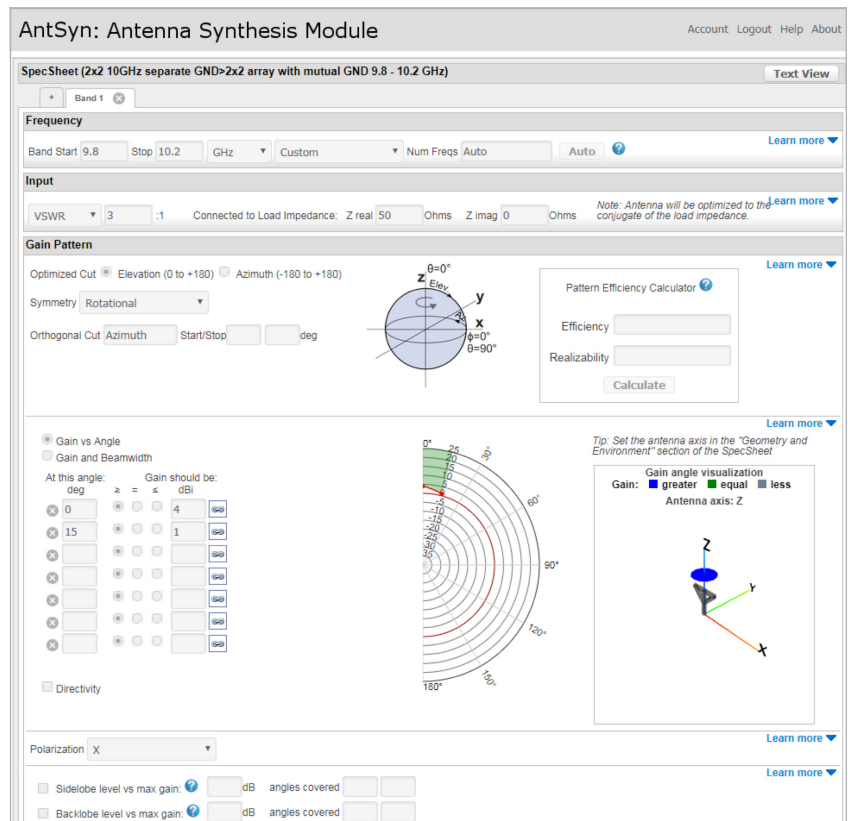 AntSyn: Antenna Synthesis Module
Account Logout Help About
SpecSheet (2x2 10GHz separate GND>2x2 array with mutual GND 9.8 - 10.2 GHz)
Text View
+ Band 1
Frequency
Learn more
Band Start 9.8 Stop 10.2 GHz Custom Num Freqs Auto Auto
Input
Learn more
VSWR 3 :1 Connected to Load Impedance: Z real 50 Ohms Z imag 0 Ohms
Note: Antenna will be optimized to the
conjugate of the load impedance.
Gain Pattern
Learn more
Optimized Cut Elevation (0 to +180) Azimuth (-180 to +180)
Symmetry Rotational
Orthogonal Cut Azimuth Start/Stop deg
θ=0°
z
Elev
y
Az
x
ϕ=0°
θ=90°
Pattern Efficiency Calculator
Efficiency
Realizability
Calculate
Learn more
Gain vs Angle
Gain and Beamwidth
At this angle: Gain should be:
deg ≥ = ≤ dBi
0 4
15 1
Directivity
0°
30°
60°
90°
120°
150°
180°
25
20
15
10
5
-5
-10
-15
-20
-25
-30
35
Tip: Set the antenna axis in the "Geometry and
Environment" section of the SpecSheet
Gain angle visualization
Gain: greater equal less
Antenna axis: Z
Z
Y
X
Learn more
Polarization X
Learn more
Sidelobe level vs max gain: dB angles covered
Backlobe level vs max gain: dB angles covered